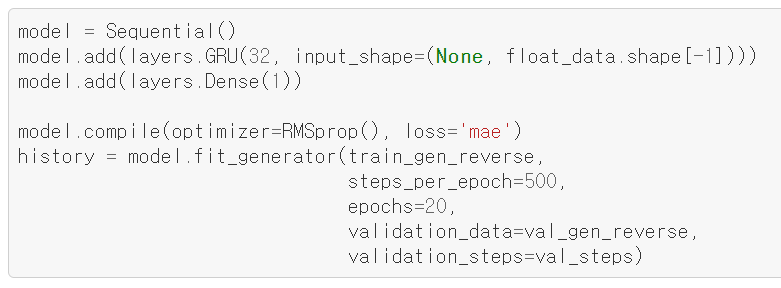 model = Sequential()
model.add(layers.GRU(32, input_shape=(None, float_data.shape[-1])))
model.add(layers.Dense(1))

model.compile(optimizer=RMSprop(), loss='mae')
history = model.fit_generator(train_gen_reverse,
                              steps_per_epoch=500,
                              epochs=20,
                              validation_data=val_gen_reverse,
                              validation_steps=val_steps)